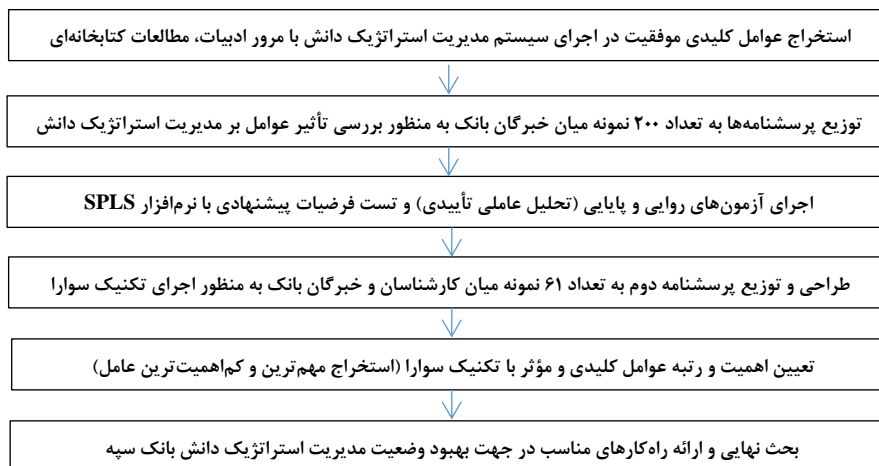 استخراج عوامل کلیدی موفقیت در اجرای سیستم مدیریت استراتژیک دانش با مرور ادبیات، مطالعات کتابخانه‌ای
توزیع پرسشنامه‌ها به تعداد ۲۰۰ نمونه میان خبرگان بانک به منظور بررسی تأثیر عوامل بر مدیریت استراتژیک دانش
اجرای آزمون‌های روایی و پایایی (تحلیل عاملی تأییدی) و تست فرضیات پیشنهادی با نرم‌افزار SPLS
طراحی و توزیع پرسشنامه دوم به تعداد ۶۱ نمونه میان کارشناسان و خبرگان بانک به منظور اجرای تکنیک سوارا
تعیین اهمیت و رتبه عوامل کلیدی و مؤثر با تکنیک سوارا (استخراج مهم‌ترین و کم‌اهمیت‌ترین عامل)
بحث نهایی و ارائه راه‌کارهای مناسب در جهت بهبود وضعیت مدیریت استراتژیک دانش بانک سپه